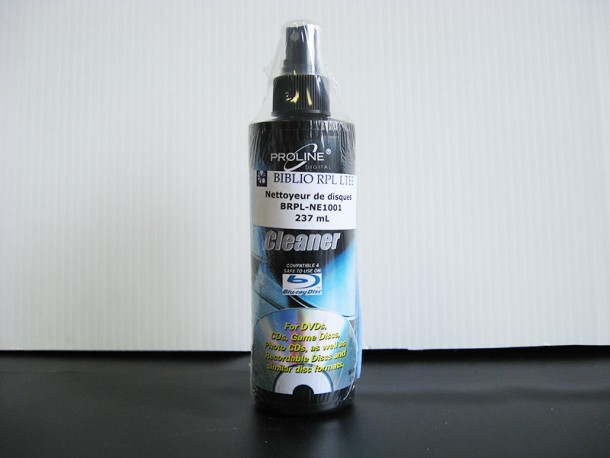 PROLINE®
DIGITAL
BIBLIO RPL LTEE
Nettoyeur de disques
BRPL-NE1001
237 mL
Cleaner
COMPATIBLE &
SAFE TO USE ON
Blu-ray Disc
For DVDs,
CDs, Game Discs,
Photo CDs, as well as
Recordable Discs and
similar disc formats.